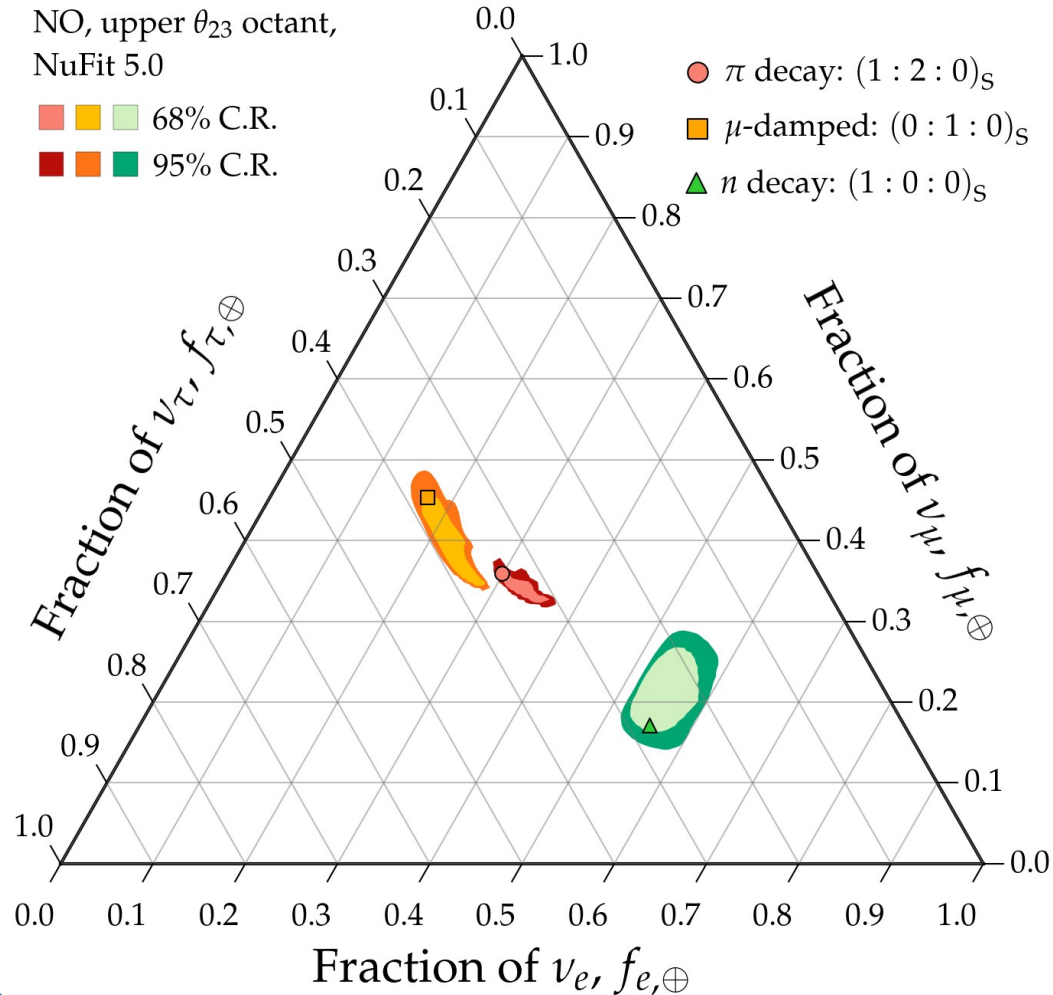 NO, upper θ₂₃ octant,
NuFit 5.0
68% C.R.
95% C.R.
π decay: (1 : 2 : 0)S
μ-damped: (0 : 1 : 0)S
n decay: (1 : 0 : 0)S
Fraction of ντ, fτ,⊕
0.0
0.1
0.2
0.3
0.4
0.5
0.6
0.7
0.8
0.9
1.0
Fraction of νμ, fμ,⊕
1.0
0.9
0.8
0.7
0.6
0.5
0.4
0.3
0.2
0.1
0.0
0.0 0.1 0.2 0.3 0.4 0.5 0.6 0.7 0.8 0.9 1.0
Fraction of νe, fe,⊕